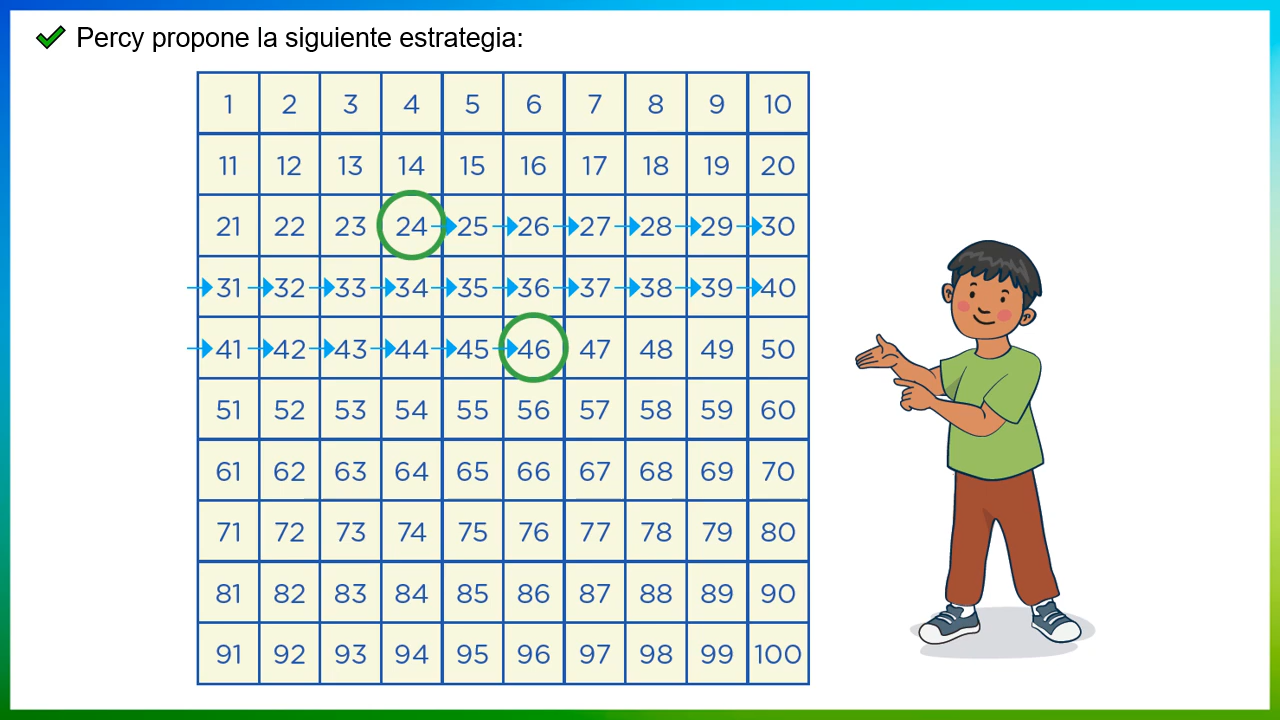 Percy propone la siguiente estrategia:
1 2 3 4 5 6 7 8 9 10
11 12 13 14 15 16 17 18 19 20
21 22 23 24 25 26 27 28 29 30
31 32 33 34 35 36 37 38 39 40
41 42 43 44 45 46 47 48 49 50
51 52 53 54 55 56 57 58 59 60
61 62 63 64 65 66 67 68 69 70
71 72 73 74 75 76 77 78 79 80
81 82 83 84 85 86 87 88 89 90
91 92 93 94 95 96 97 98 99 100